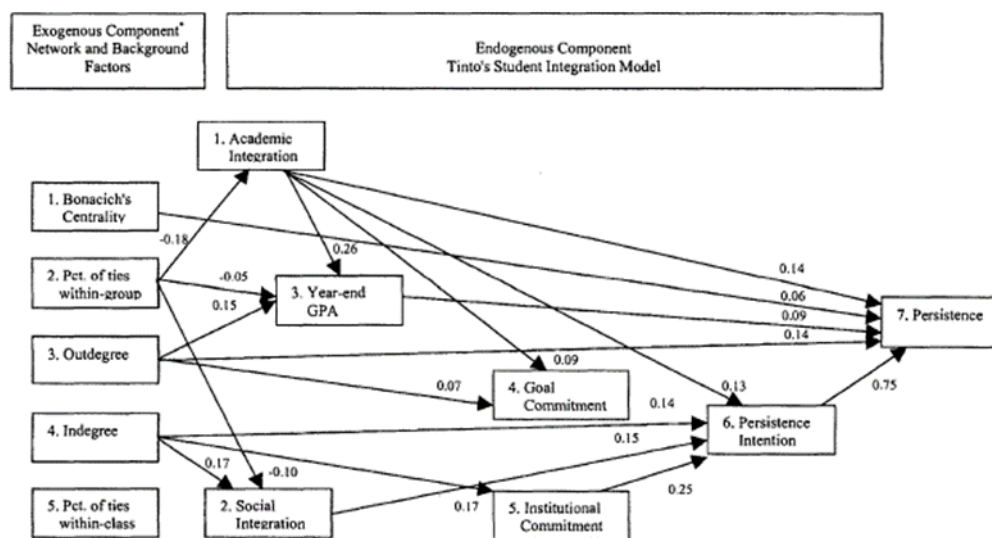 Exogenous Component*
Network and Background
Factors
Endogenous Component
Tinto's Student Integration Model
1. Academic
Integration
1. Bonacich's
Centrality
-0.18
0.26
2. Pct. of ties
within-group
-0.05
0.15
3. Year-end
GPA
0.14
0.06
0.09
0.14
7. Persistence
3. Outdegree
0.07
0.09
4. Goal
Commitment
0.13
0.75
4. Indegree
0.14
0.15
6. Persistence
Intention
0.17
-0.10
0.17
0.25
5. Pct. of ties
within-class
2. Social
Integration
5. Institutional
Commitment